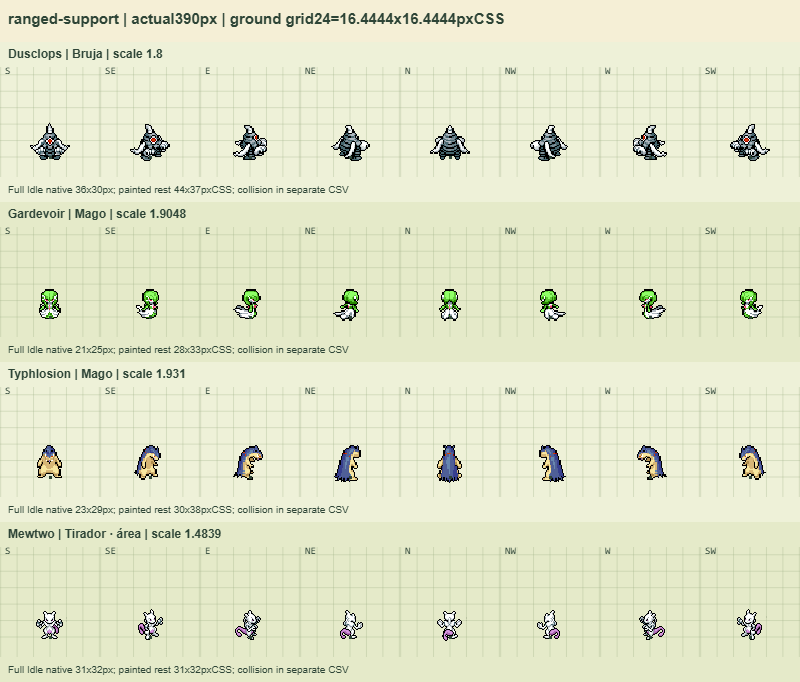 ranged-support | actual390px | ground grid24=16.4444x16.4444pxCSS
Dusclops | Bruja | scale 1.8
S SE E NE N NW W SW
Full Idle native 36x30px; painted rest 44x37pxCSS; collision in separate CSV
Gardevoir | Mago | scale 1.9048
S SE E NE N NW W SW
Full Idle native 21x25px; painted rest 28x33pxCSS; collision in separate CSV
Typhlosion | Mago | scale 1.931
S SE E NE N NW W SW
Full Idle native 23x29px; painted rest 30x38pxCSS; collision in separate CSV
Mewtwo | Tirador · área | scale 1.4839
S SE E NE N NW W SW
Full Idle native 31x32px; painted rest 31x32pxCSS; collision in separate CSV